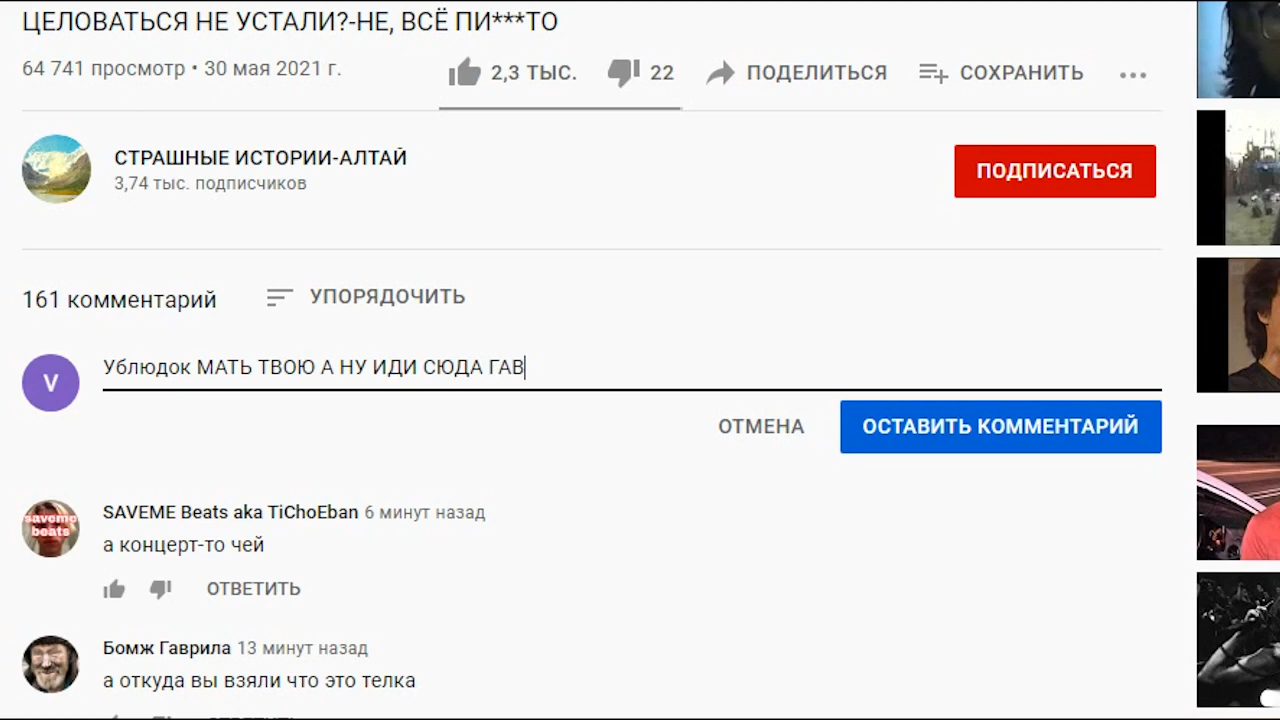 ЦЕЛОВАТЬСЯ НЕ УСТАЛИ?-НЕ, ВСЁ ПИ***ТО
64 741 просмотр • 30 мая 2021 г.
2,3 ТЫС. 22 ПОДЕЛИТЬСЯ СОХРАНИТЬ
СТРАШНЫЕ ИСТОРИИ-АЛТАЙ
3,74 тыс. подписчиков
ПОДПИСАТЬСЯ
161 комментарий УПОРЯДОЧИТЬ
V
Ублюдок МАТЬ ТВОЮ А НУ ИДИ СЮДА ГАВ
ОТМЕНА ОСТАВИТЬ КОММЕНТАРИЙ
saveme
beats
SAVEME Beats aka TiChoEban 6 минут назад
а концерт-то чей
ОТВЕТИТЬ
Бомж Гаврила 13 минут назад
а откуда вы взяли что это телка